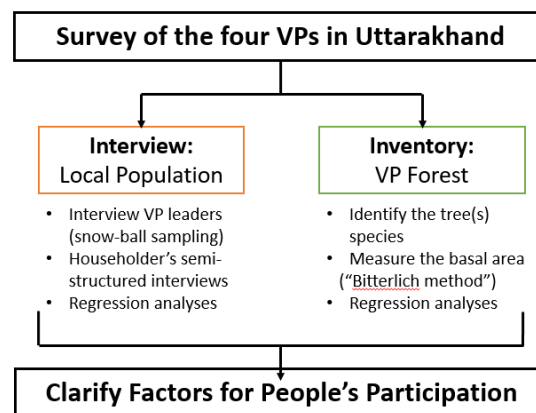 Survey of the four VPs in Uttarakhand
Interview:
Local Population
• Interview VP leaders
(snow-ball sampling)
• Householder's semi-
structured interviews
• Regression analyses
Inventory:
VP Forest
• Identify the tree(s)
species
• Measure the basal area
("Bitterlich method")
• Regression analyses
Clarify Factors for People's Participation